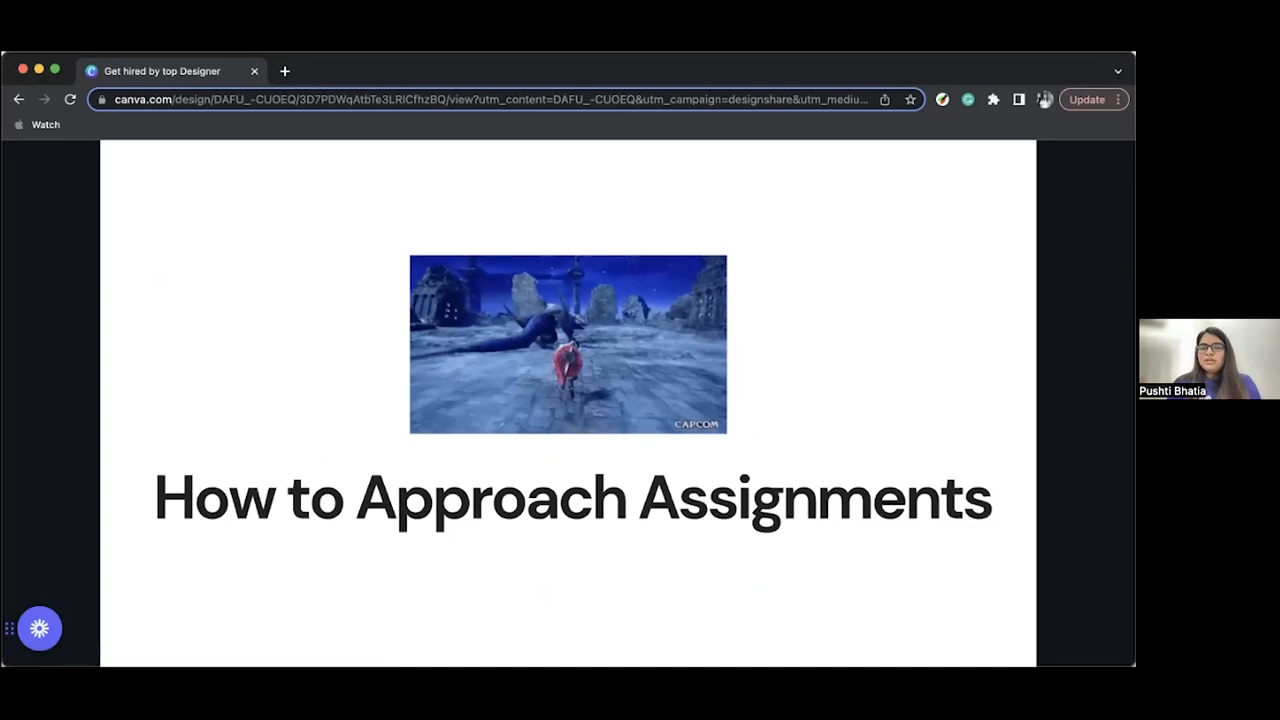 Get hired by top Designer
canva.com/design/DAFU_-CUOEQ/3D7PDWqAtbTe3LRICfhzBQ/view?utm_content=DAFU_-CUOEQ&utm_campaign=designshare&utm_mediu...
Update
Watch
CAPCOM
How to Approach Assignments
Pushti Bhatia